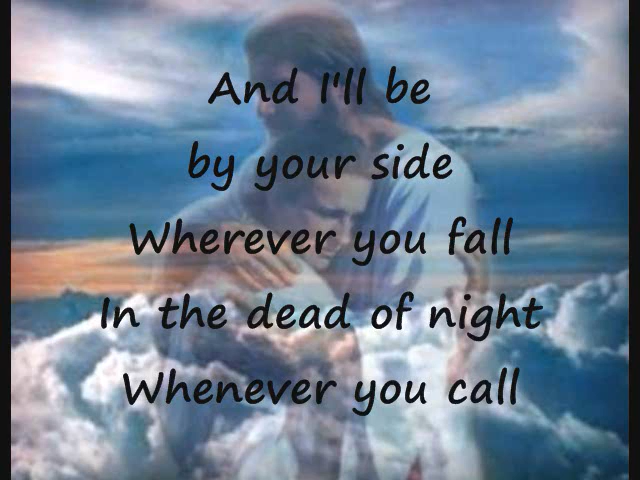 And I'll be
by your side
Wherever you fall
In the dead of night
Whenever you call